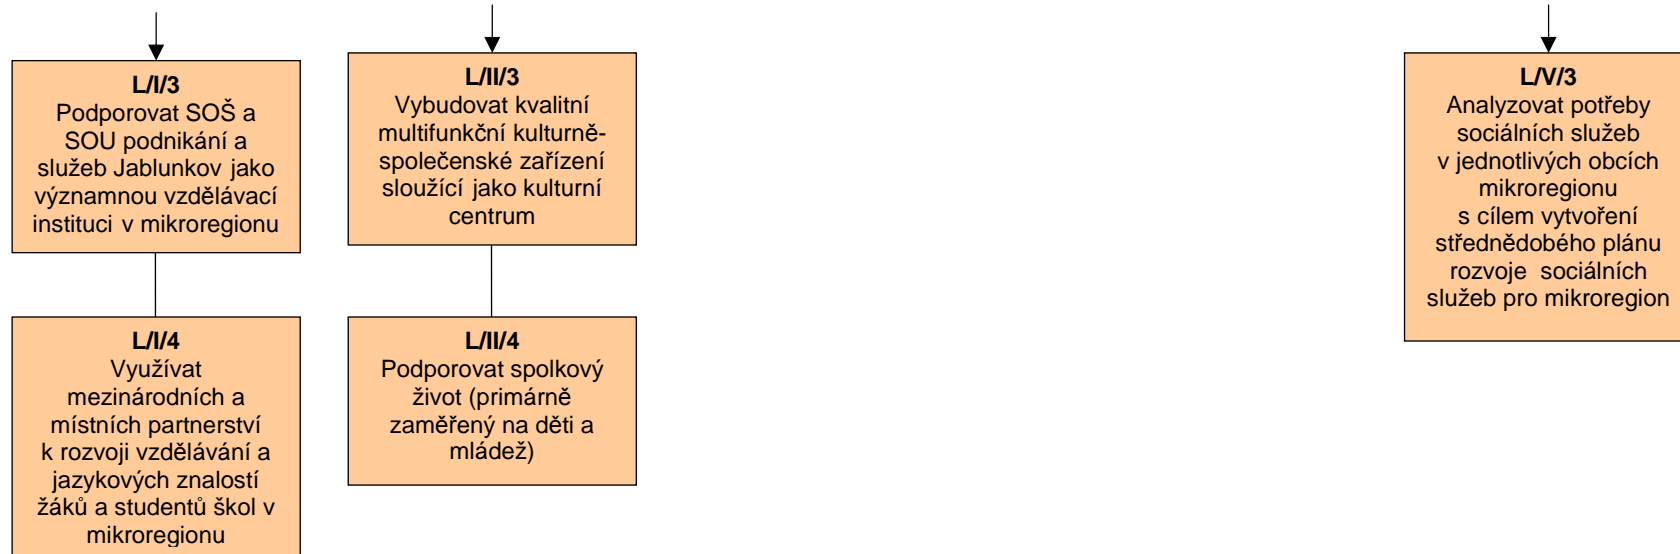 L/I/3
Podporovat SOŠ a
SOU podnikání a
služeb Jablunkov jako
významnou vzdělávací
instituci v mikroregionu
L/II/3
Vybudovat kvalitní
multifunkční kulturně-
společenské zařízení
sloužící jako kulturní
centrum
L/V/3
Analyzovat potřeby
sociálních služeb
v jednotlivých obcích
mikroregionu
s cílem vytvoření
střednědobého plánu
rozvoje sociálních
služeb pro mikroregion
L/I/4
Využívat
mezinárodních a
místních partnerství
k rozvoji vzdělávání a
jazykových znalostí
žáků a studentů škol v
mikroregionu
L/II/4
Podporovat spolkový
život (primárně
zaměřený na děti a
mládež)